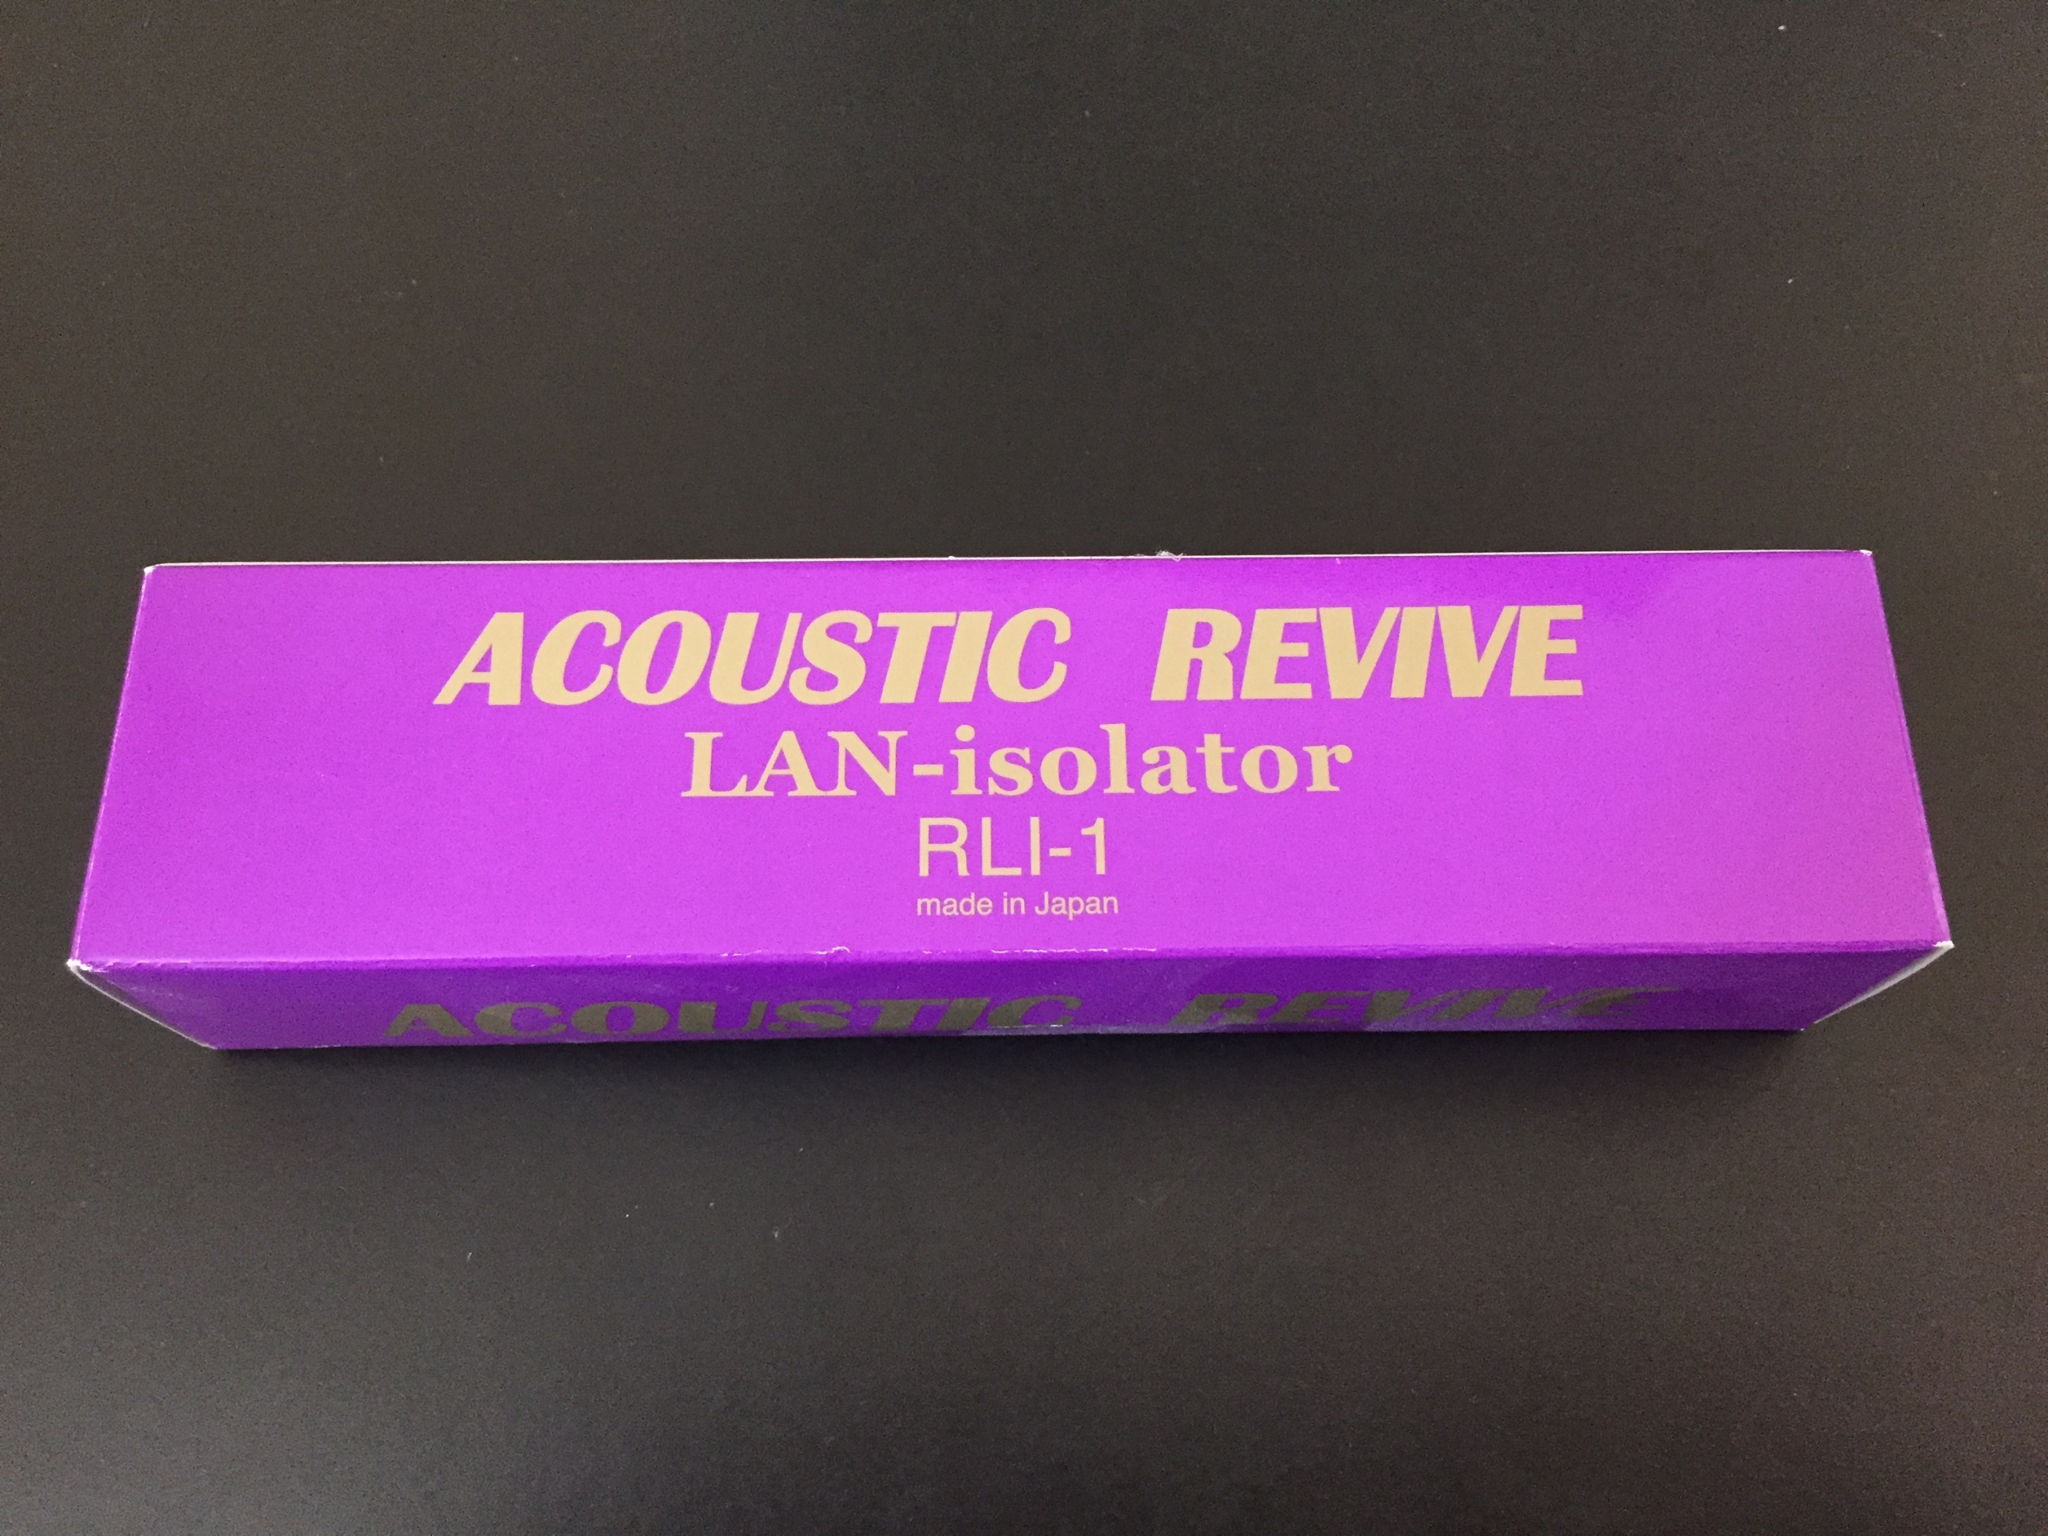 ACOUSTIC REVIVE
LAN-isolator
RLI-1
made in Japan
ACOUSTIC REVIVE